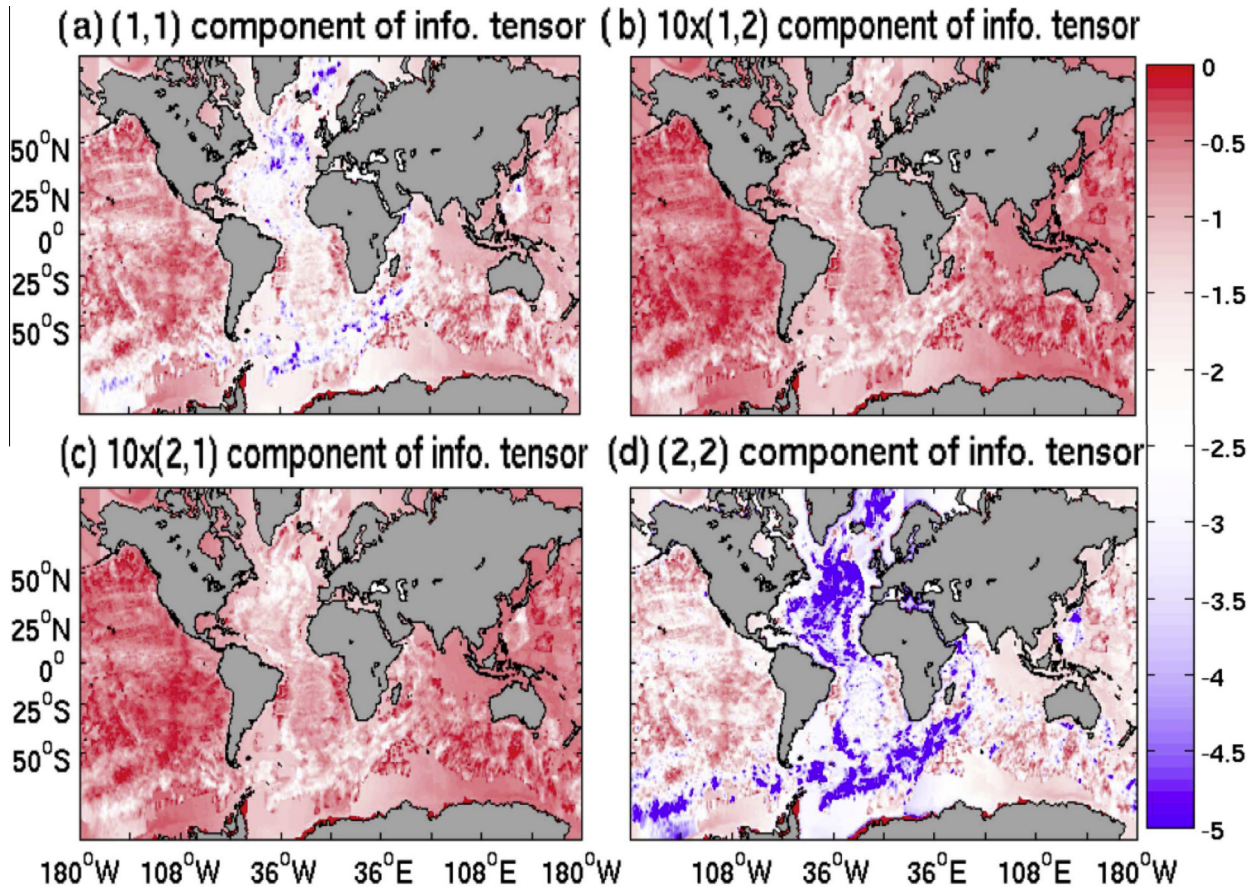 (a) (1,1) component of info. tensor
(b) 10x(1,2) component of info. tensor
50°N
25°N
0°
25°S
50°S
0
-0.5
-1
-1.5
-2
-2.5
-3
-3.5
-4
-4.5
-5
(c) 10x(2,1) component of info. tensor
(d) (2,2) component of info. tensor
50°N
25°N
0°
25°S
50°S
180°W 108°W 36°W 36°E 108°E 180°W
108°W 36°W 36°E 108°E 180°W